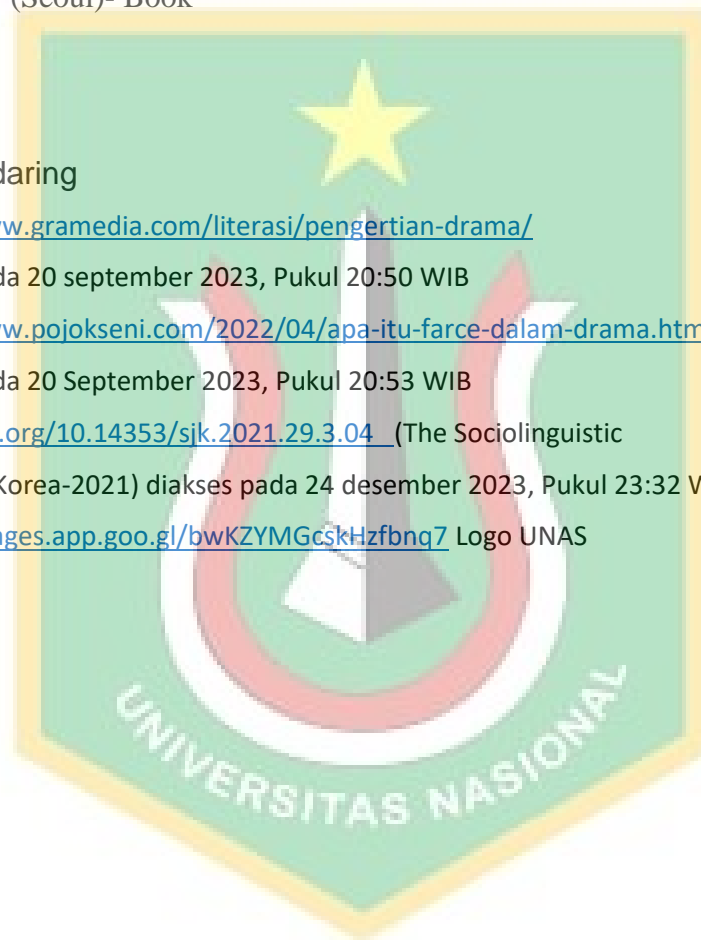 (Seoul)- Book
daring
ww.gramedia.com/literasi/pengertian-drama/
da 20 september 2023, Pukul 20:50 WIB
ww.pojokseni.com/2022/04/apa-itu-farce-dalam-drama.htm
da 20 September 2023, Pukul 20:53 WIB
.org/10.14353/sjk.2021.29.3.04 (The Sociolinguistic
Korea-2021) diakses pada 24 desember 2023, Pukul 23:32 W
ages.app.goo.gl/bwKZYMGcskHzfbnq7 Logo UNAS
UNIVERSITAS NASIONAL